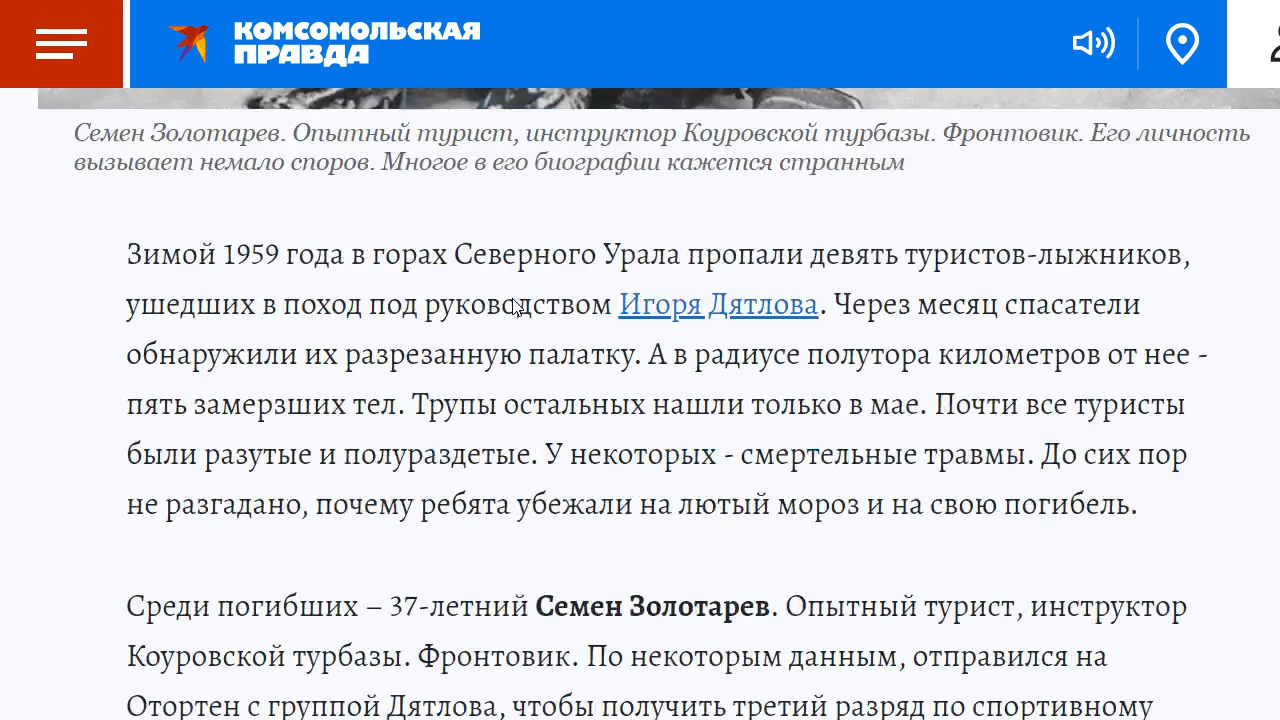 КОМСОМОЛЬСКАЯ
ПРАВДА
Семен Золотарев. Опытный турист, инструктор Коуровской турбазы. Фронтовик. Его личность
вызывает немало споров. Многое в его биографии кажется странным
Зимой 1959 года в горах Северного Урала пропали девять туристов-лыжников,
ушедших в поход под руководством Игоря Дятлова. Через месяц спасатели
обнаружили их разрезанную палатку. А в радиусе полутора километров от нее -
пять замерзших тел. Трупы остальных нашли только в мае. Почти все туристы
были разутые и полураздетые. У некоторых - смертельные травмы. До сих пор
не разгадано, почему ребята убежали на лютый мороз и на свою погибель.
Среди погибших – 37-летний Семен Золотарев. Опытный турист, инструктор
Коуровской турбазы. Фронтовик. По некоторым данным, отправился на
Отортен с группой Дятлова, чтобы получить третий разряд по спортивному